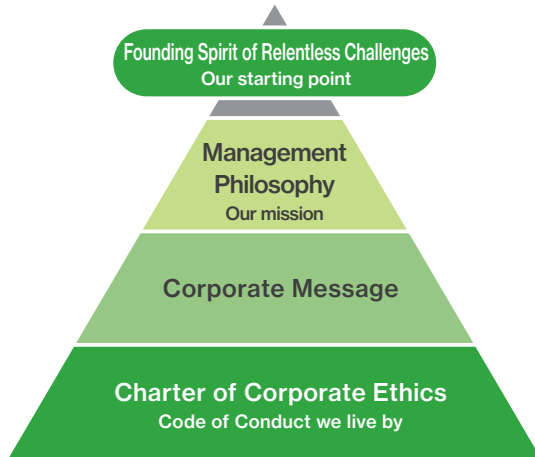 Founding Spirit of Relentless Challenges
Our starting point
Management
Philosophy
Our mission
Corporate Message
Charter of Corporate Ethics
Code of Conduct we live by